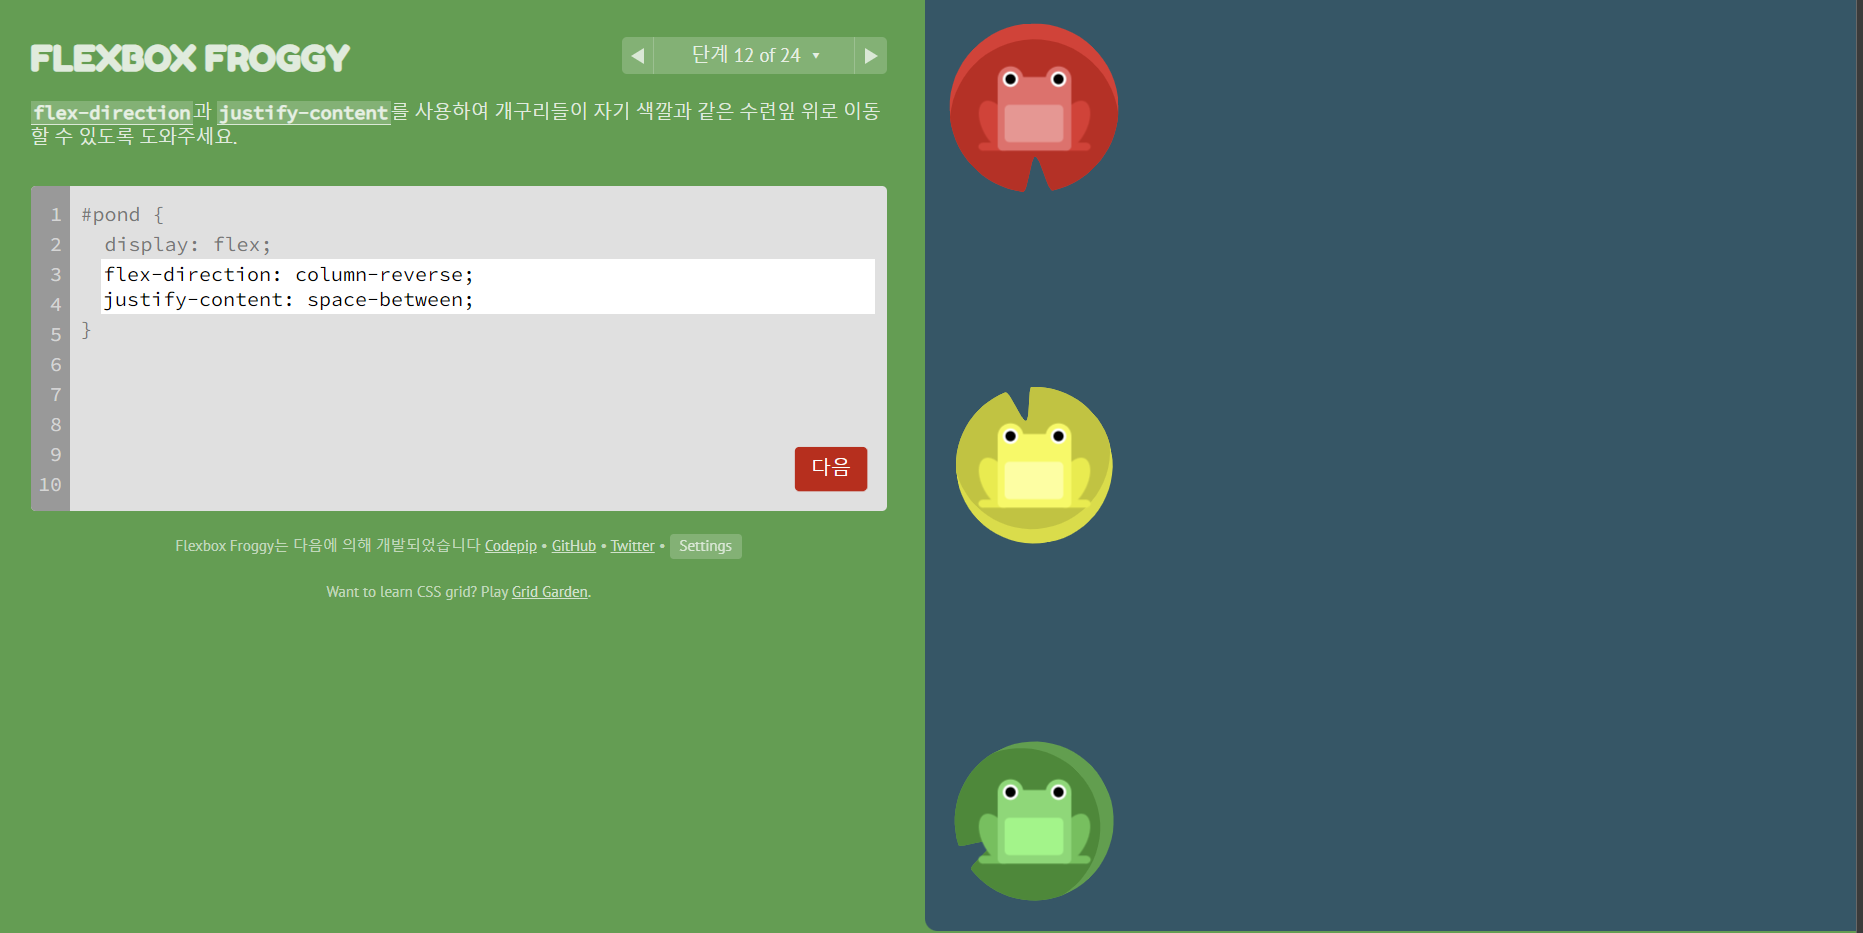 FLEXBOX FROGGY
◀ 단계 12 of 24 ▼ ▶
flex-direction과 justify-content를 사용하여 개구리들이 자기 색깔과 같은 수련잎 위로 이동
할 수 있도록 도와주세요.
1 #pond {
2 display: flex;
3 flex-direction: column-reverse;
4 justify-content: space-between;
5 }
6
7
8
9
10
다음
Flexbox Froggy는 다음에 의해 개발되었습니다 Codepip • GitHub • Twitter • Settings
Want to learn CSS grid? Play Grid Garden.